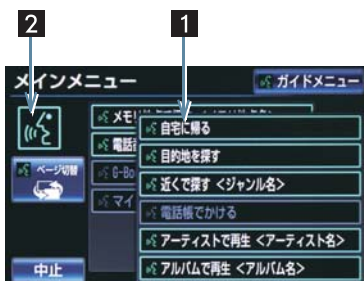 2
1
メインメニュー
ガイドメニュー
メモリ
自宅に帰る
電話
目的地を探す
ページ切替
G-Bo
近くで探す <ジャンル名>
マイ
電話帳でかける
アーティストで再生 <アーティスト名>
中止
アルバムで再生 <アルバム名>